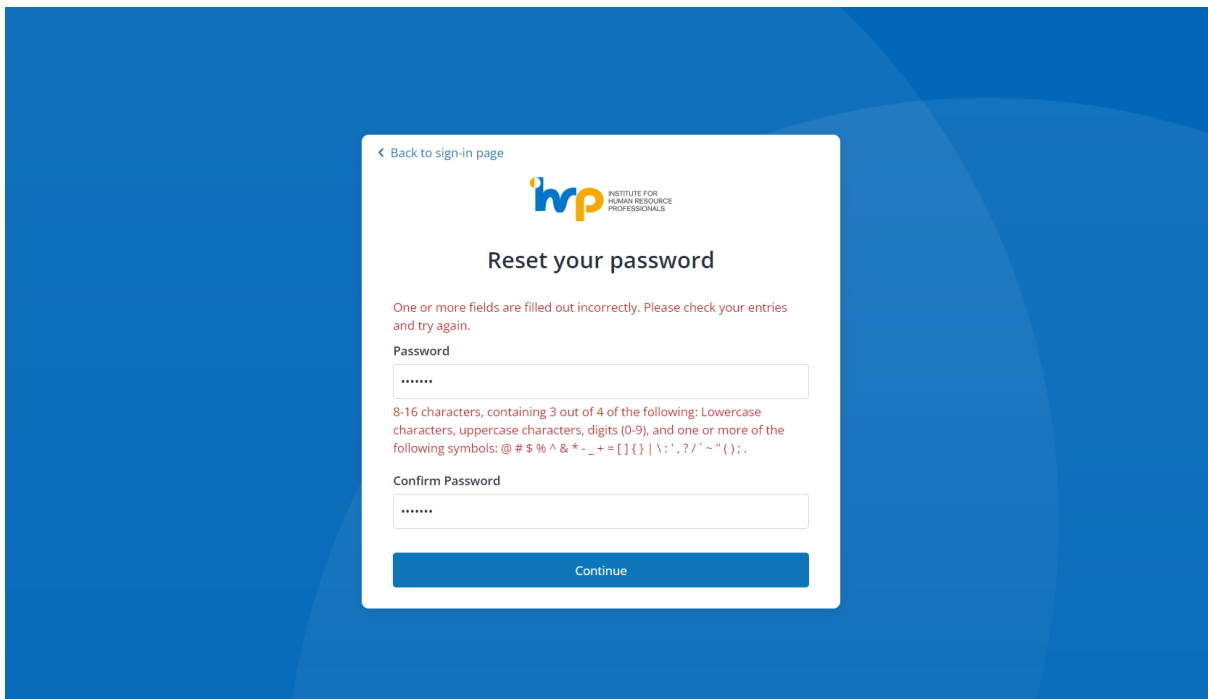 Back to sign-in page
ihrp INSTITUTE FOR
HUMAN RESOURCE
PROFESSIONALS
Reset your password
One or more fields are filled out incorrectly. Please check your entries
and try again.
Password
•••••••
8-16 characters, containing 3 out of 4 of the following: Lowercase
characters, uppercase characters, digits (0-9), and one or more of the
following symbols: @ # $ % ^ & * - _ + = [ ] { } | \ : ' , ? / ` ~ " ( ) ; .
Confirm Password
•••••••
Continue